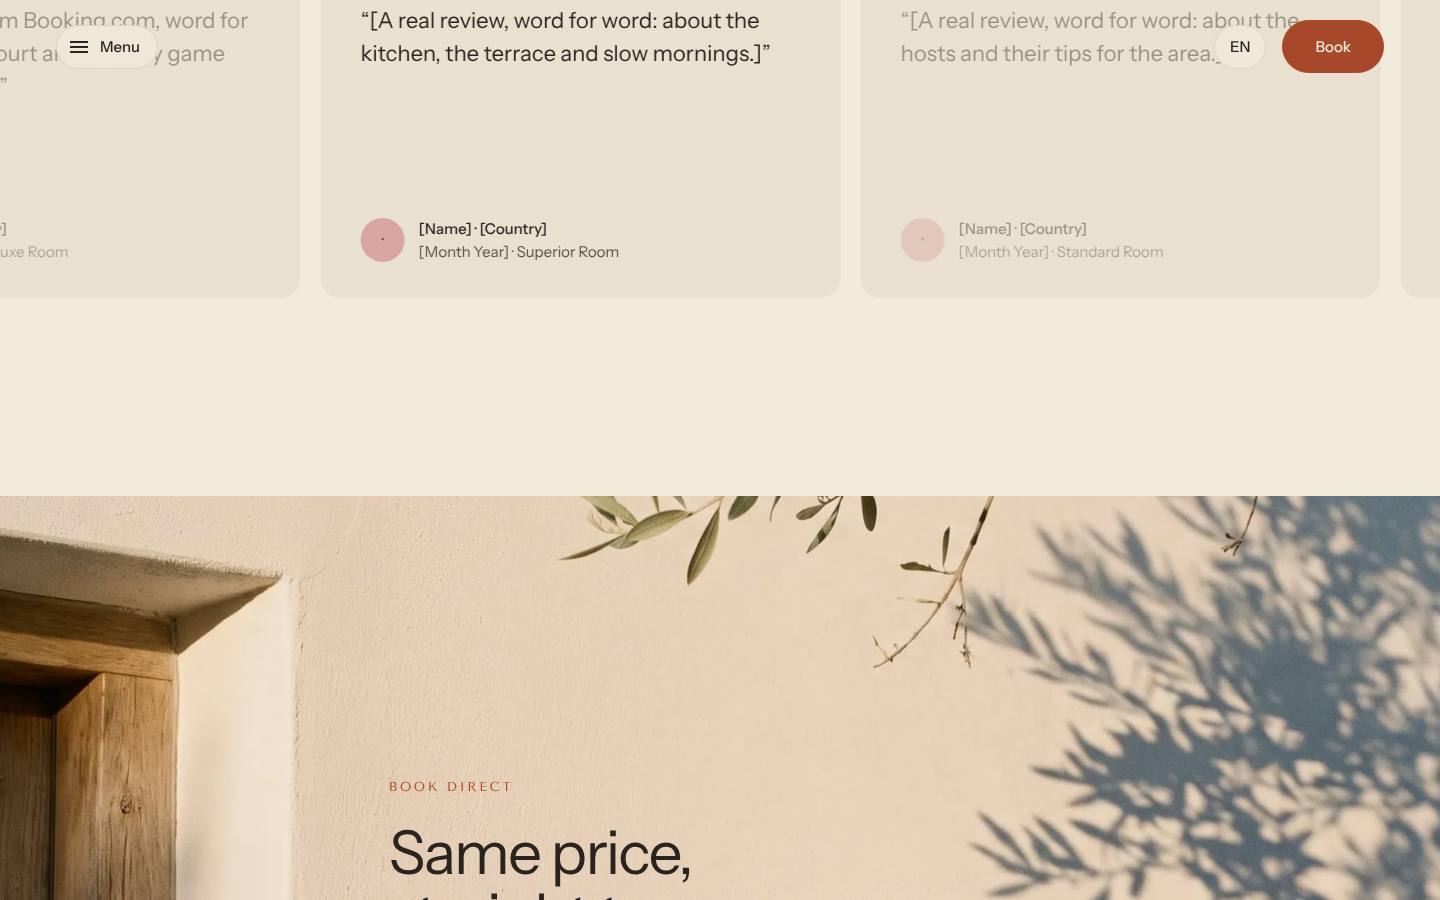 m Booking.com, word for
y game
”
]
uxe Room
Menu
“[A real review, word for word: about the
kitchen, the terrace and slow mornings.]”
[Name] · [Country]
[Month Year] · Superior Room
“[A real review, word for word: about the
hosts and their tips for the area.]
[Name] · [Country]
[Month Year] · Standard Room
EN
Book
BOOK DIRECT
Same price,